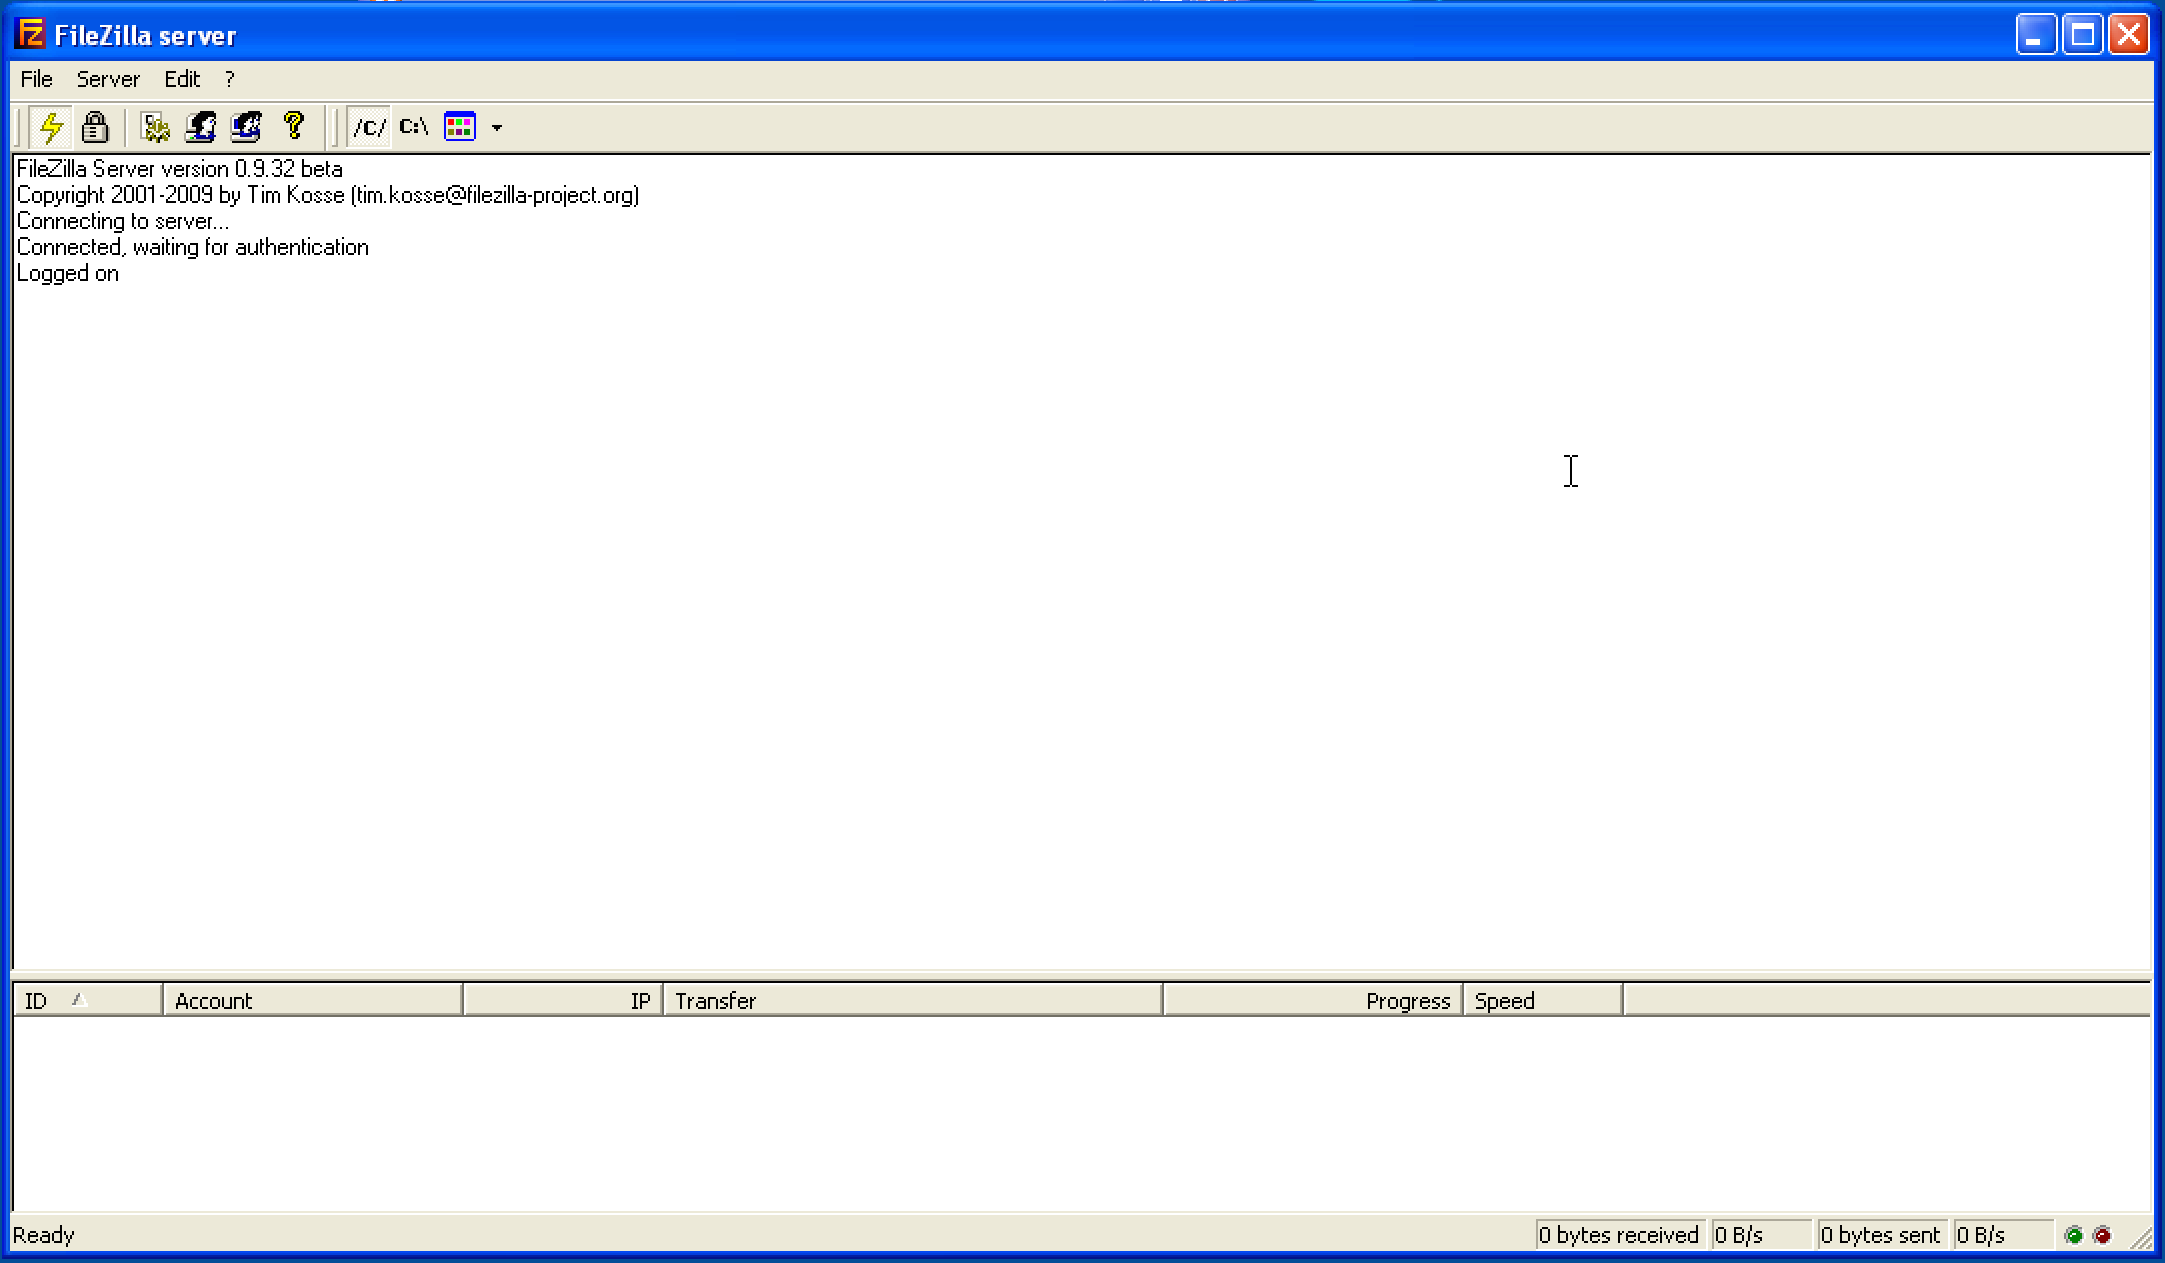 FileZilla server
File Server Edit ?
/C/ C:\
FileZilla Server version 0.9.32 beta
Copyright 2001-2009 by Tim Kosse (tim.kosse@filezilla-project.org)
Connecting to server...
Connected, waiting for authentication
Logged on
ID Account IP Transfer Progress Speed
Ready 0 bytes received 0 B/s 0 bytes sent 0 B/s